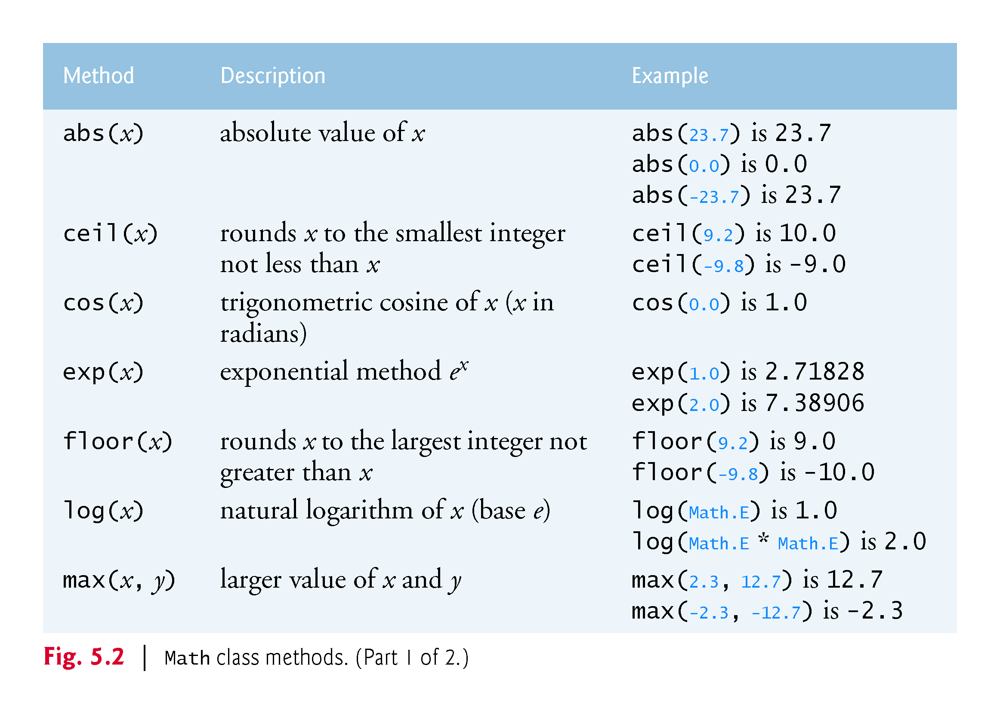 Method Description Example
abs(x) absolute value of x abs(23.7) is 23.7
abs(0.0) is 0.0
abs(-23.7) is 23.7
ceil(x) rounds x to the smallest integer ceil(9.2) is 10.0
not less than x ceil(-9.8) is -9.0
cos(x) trigonometric cosine of x (x in cos(0.0) is 1.0
radians)
exp(x) exponential method eˣ exp(1.0) is 2.71828
exp(2.0) is 7.38906
floor(x) rounds x to the largest integer not floor(9.2) is 9.0
greater than x floor(-9.8) is -10.0
log(x) natural logarithm of x (base e) log(Math.E) is 1.0
log(Math.E * Math.E) is 2.0
max(x, y) larger value of x and y max(2.3, 12.7) is 12.7
max(-2.3, -12.7) is -2.3
Fig. 5.2 | Math class methods. (Part 1 of 2.)